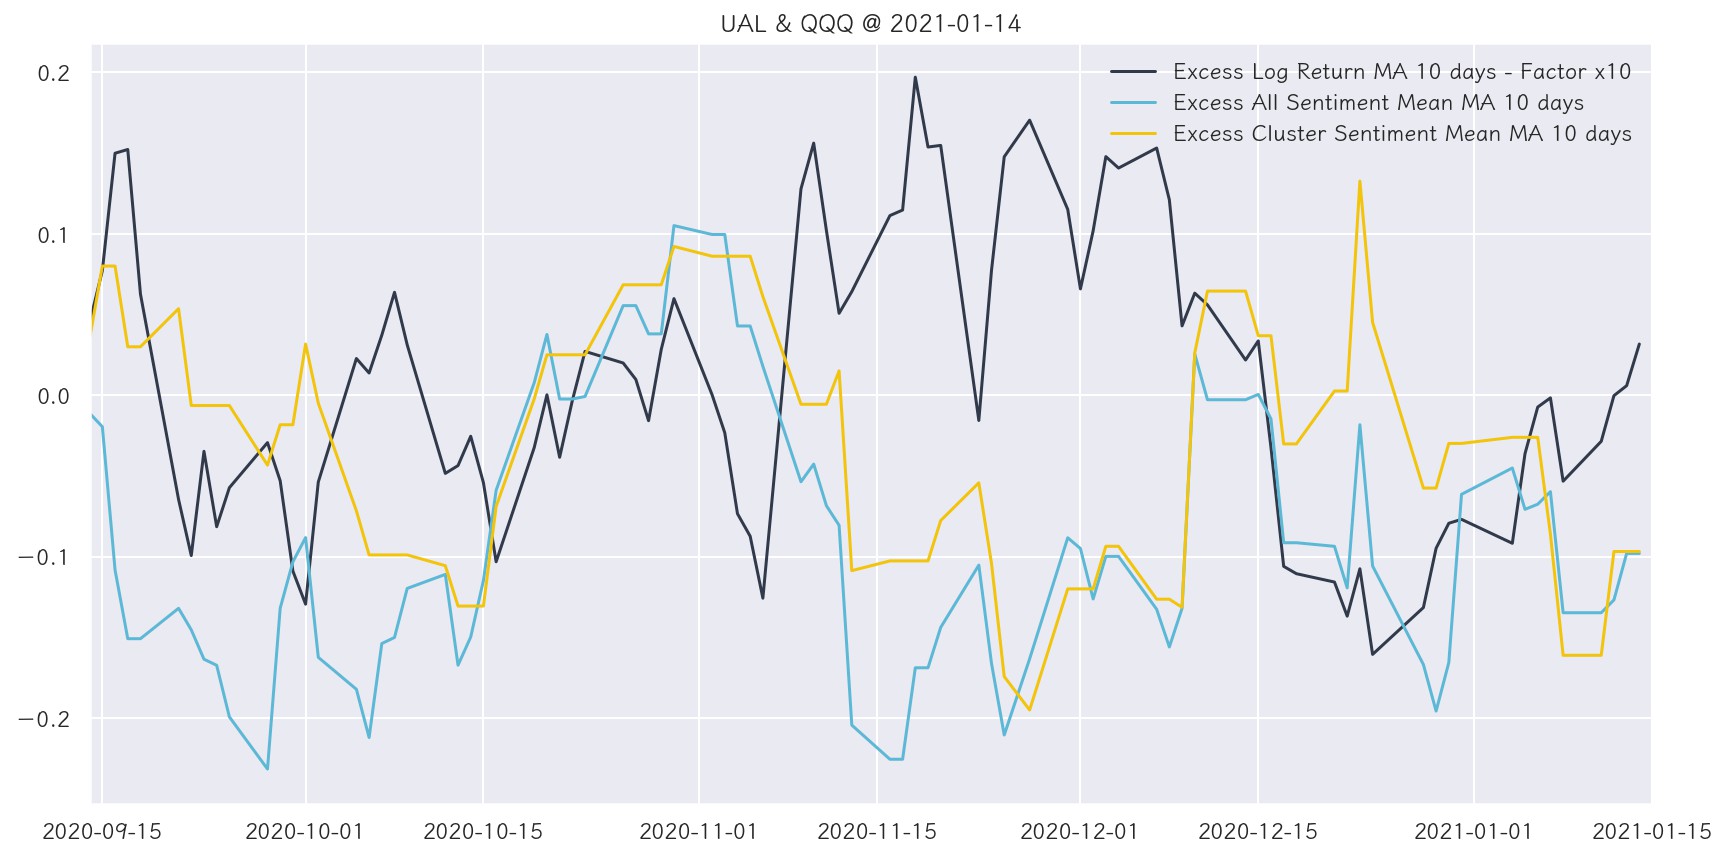 UAL & QQQ @ 2021-01-14
Excess Log Return MA 10 days - Factor x10
Excess All Sentiment Mean MA 10 days
Excess Cluster Sentiment Mean MA 10 days
0.2
0.1
0.0
−0.1
−0.2
2020-09-15 2020-10-01 2020-10-15 2020-11-01 2020-11-15 2020-12-01 2020-12-15 2021-01-01 2021-01-15